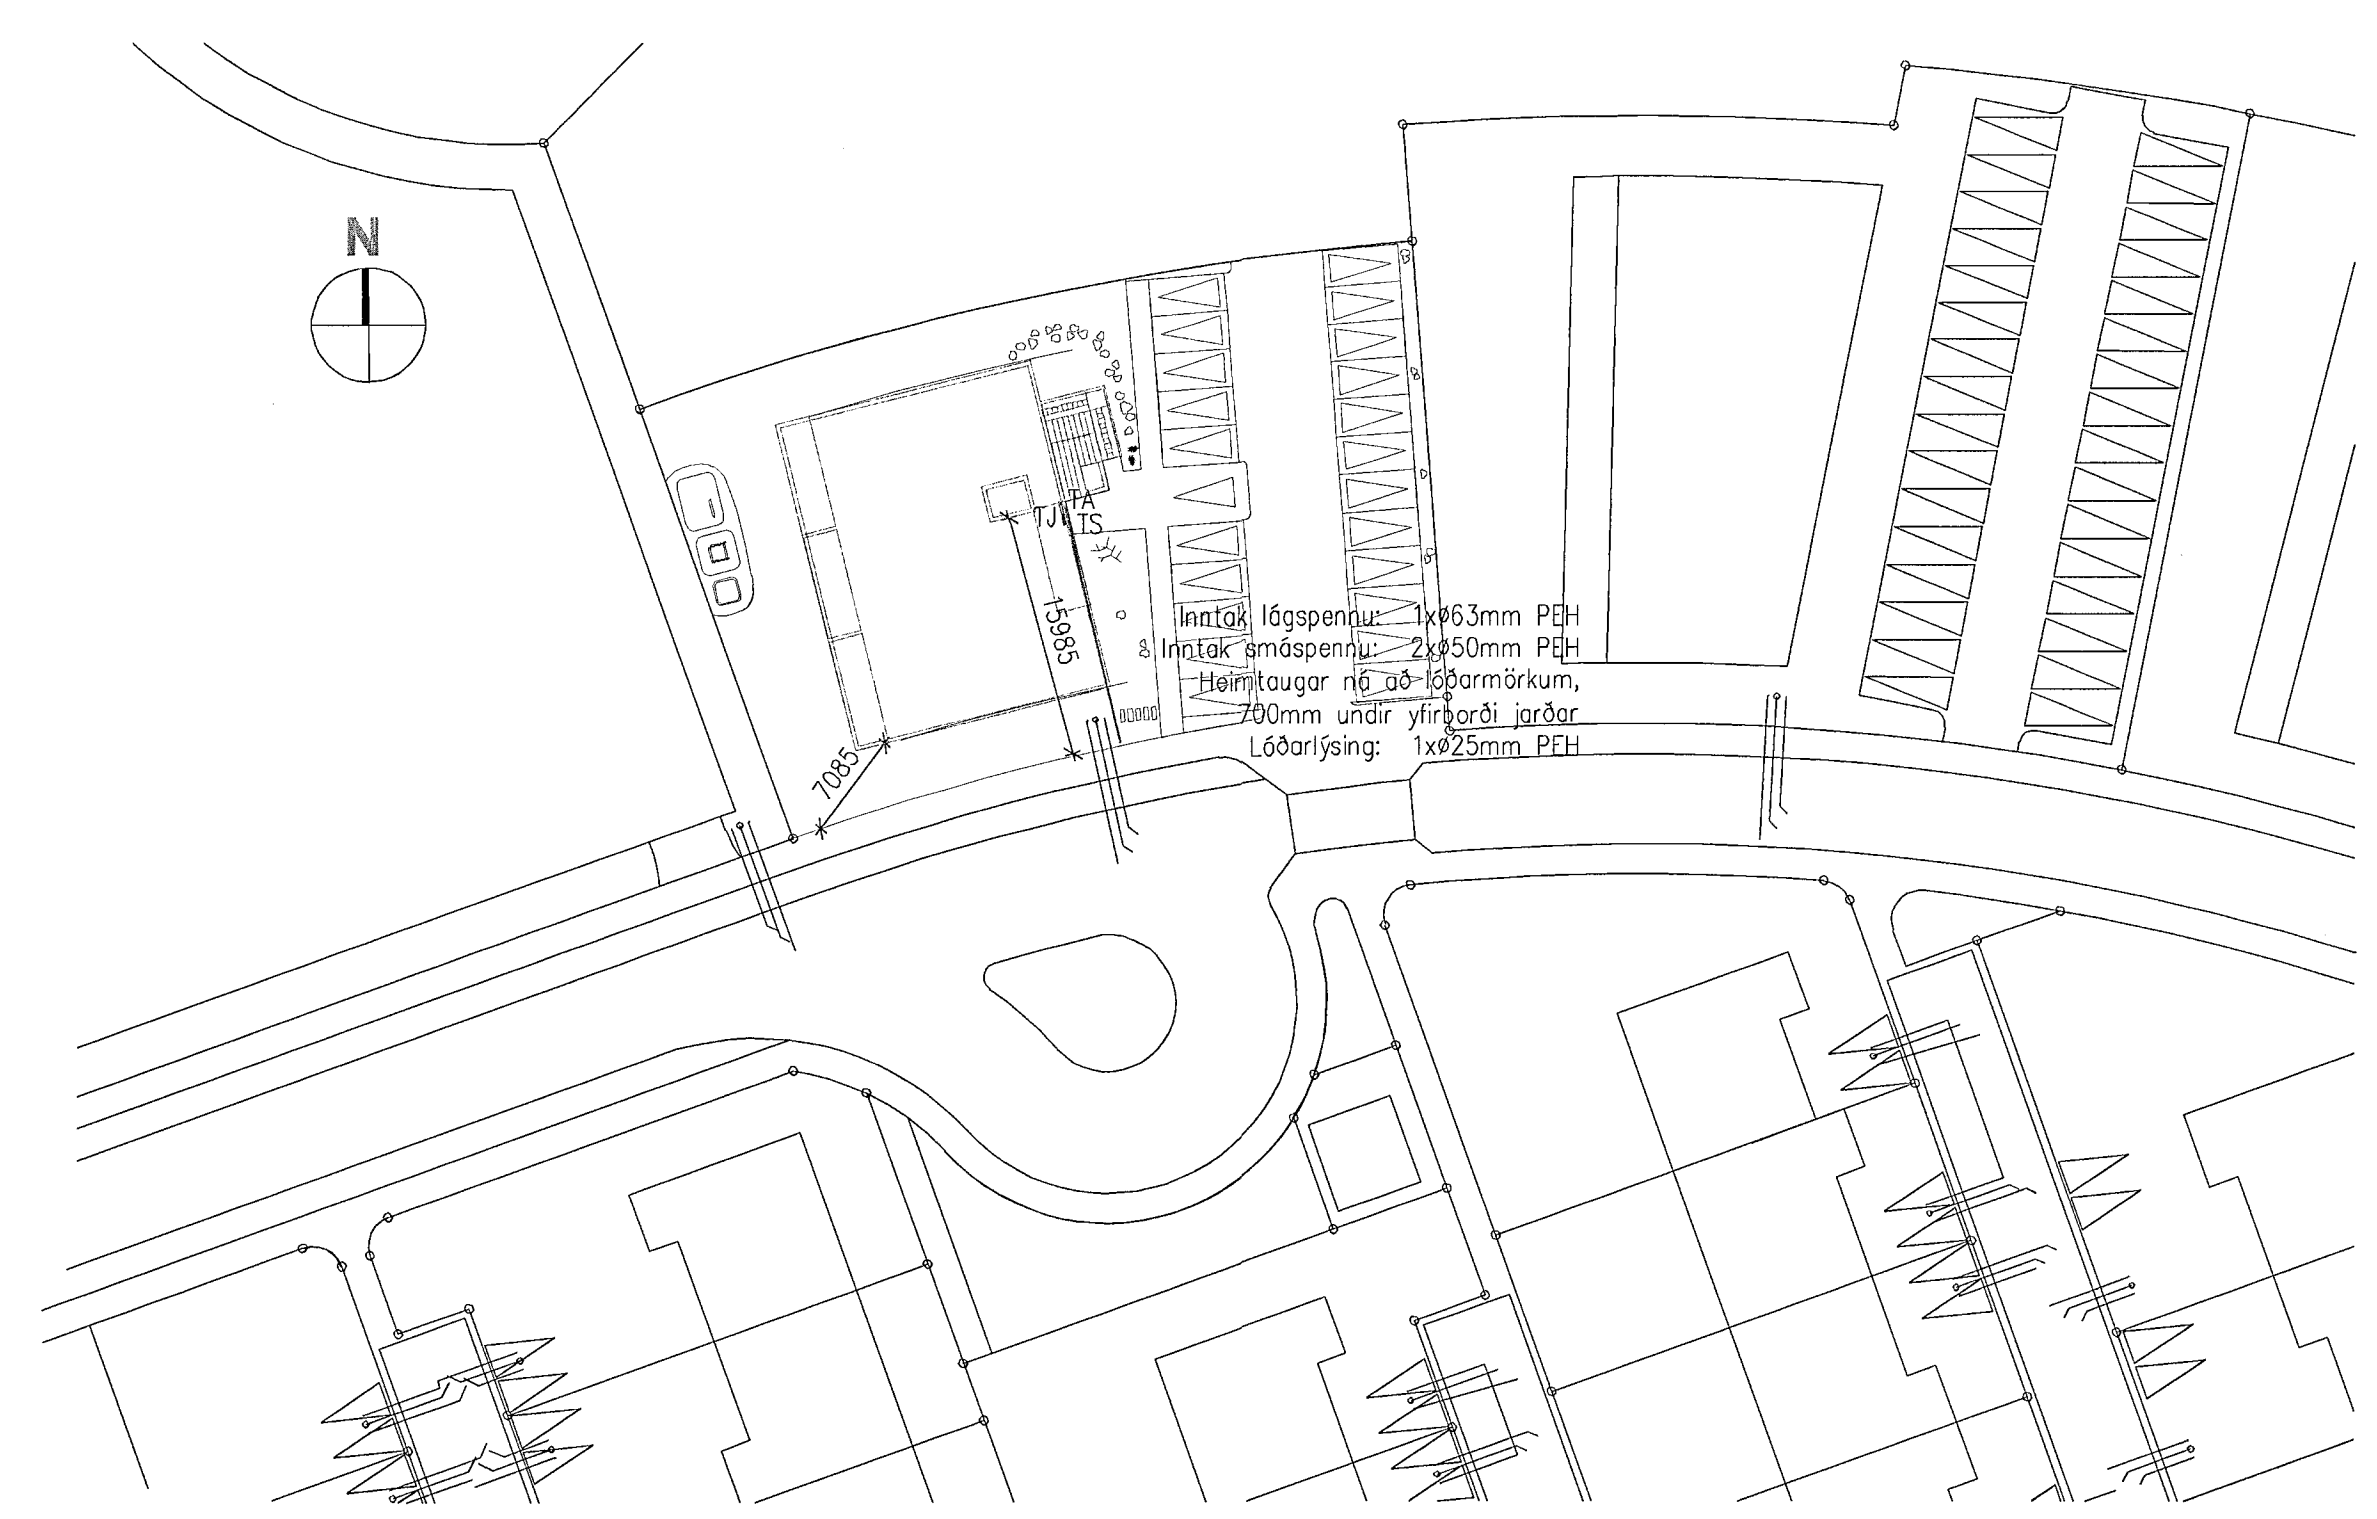 N
TA
TJ TS
15985
Inntak lágspennu: 1xø63mm PEH
Inntak smáspennu: 2xø50mm PEH
Heimtaugar ná að lóðarmörkum,
700mm undir yfirborði jarðar
Lóðarlýsing: 1xø25mm PEH
7085